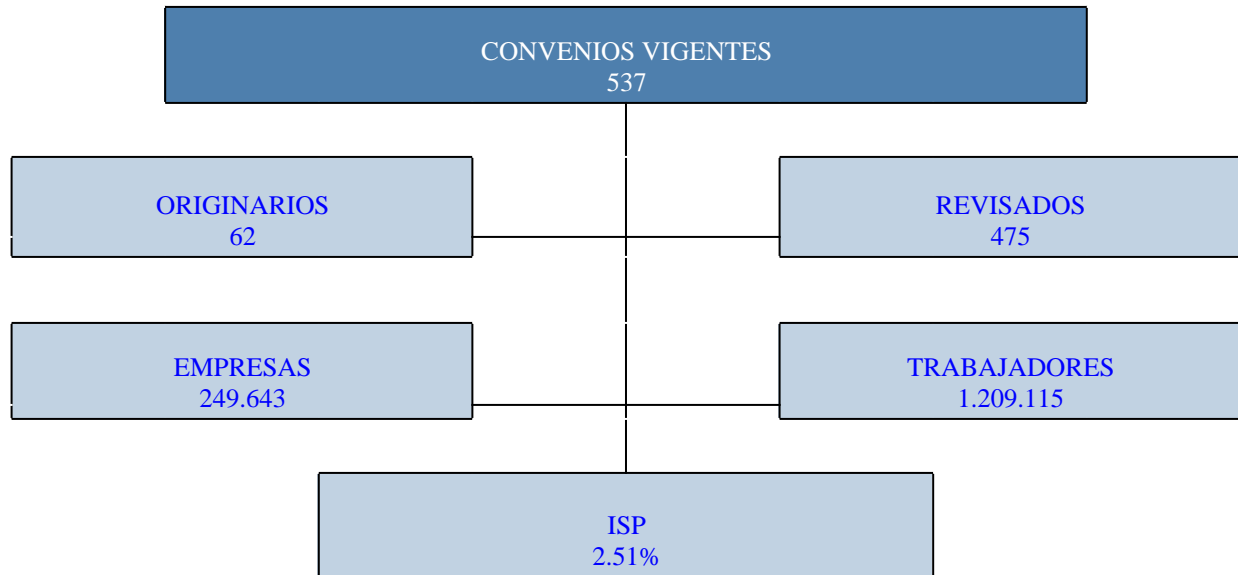 CONVENIOS VIGENTES
537
ORIGINARIOS
62
REVISADOS
475
EMPRESAS
249.643
TRABAJADORES
1.209.115
ISP
2.51%